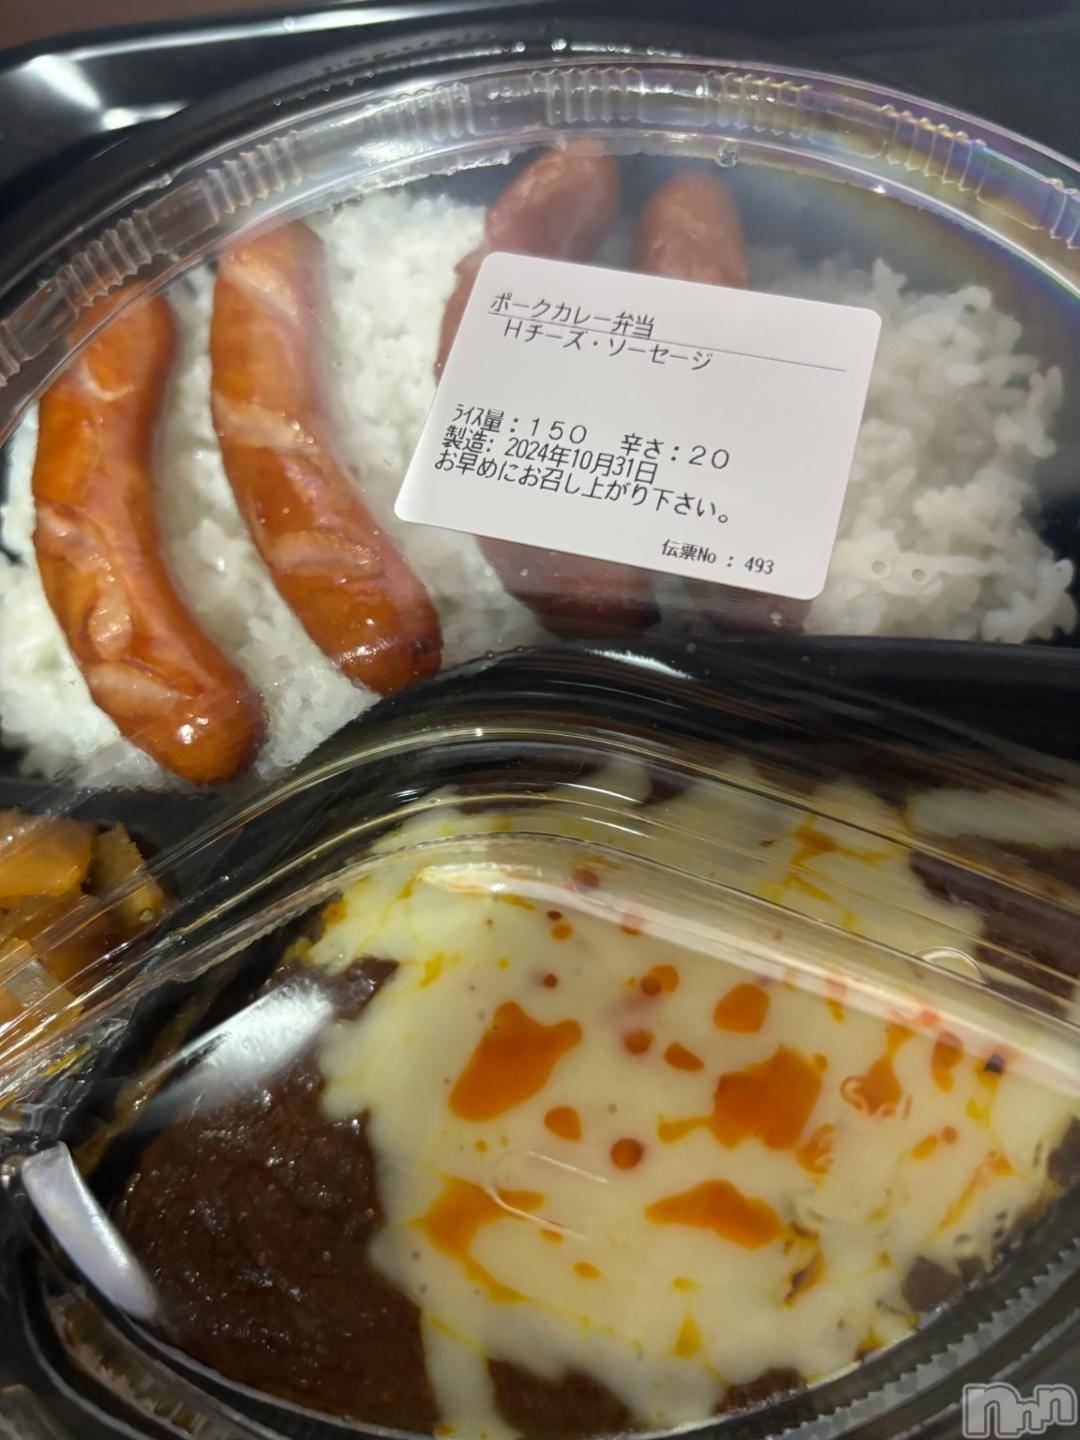 ポークカレー弁当
Hチーズ・ソーセージ
ライス量：150 辛さ：20
製造: 2024年10月31日
お早めにお召し上がり下さい。
伝票No : 493